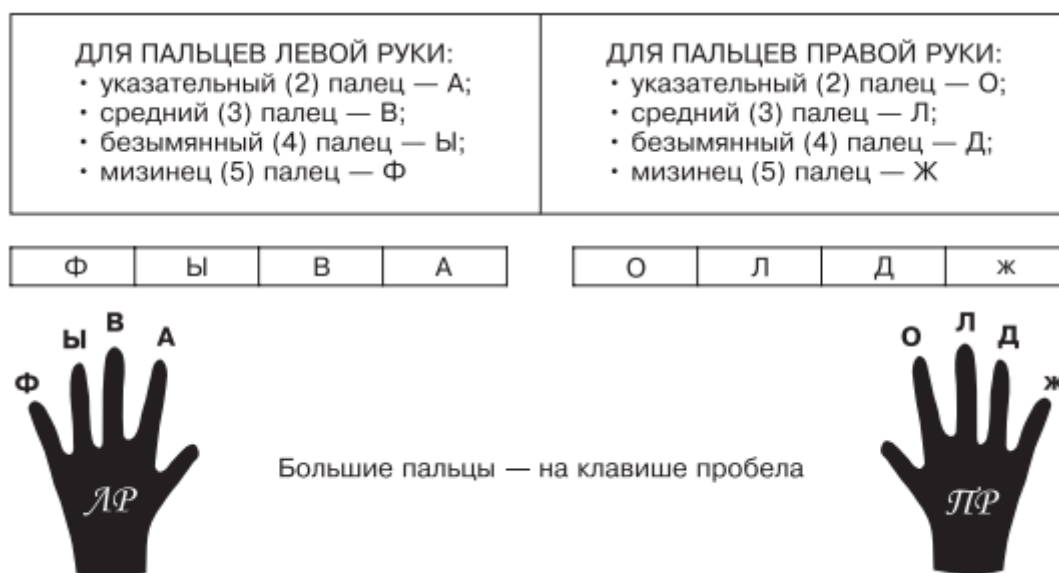 ДЛЯ ПАЛЬЦЕВ ЛЕВОЙ РУКИ:
• указательный (2) палец — А;
• средний (3) палец — В;
• безымянный (4) палец — Ы;
• мизинец (5) палец — Ф
ДЛЯ ПАЛЬЦЕВ ПРАВОЙ РУКИ:
• указательный (2) палец — О;
• средний (3) палец — Л;
• безымянный (4) палец — Д;
• мизинец (5) палец — Ж
Ф Ы В А
О Л Д ж
Ф Ы В А
О Л Д ж
Большие пальцы — на клавише пробела
ЛР
ПР